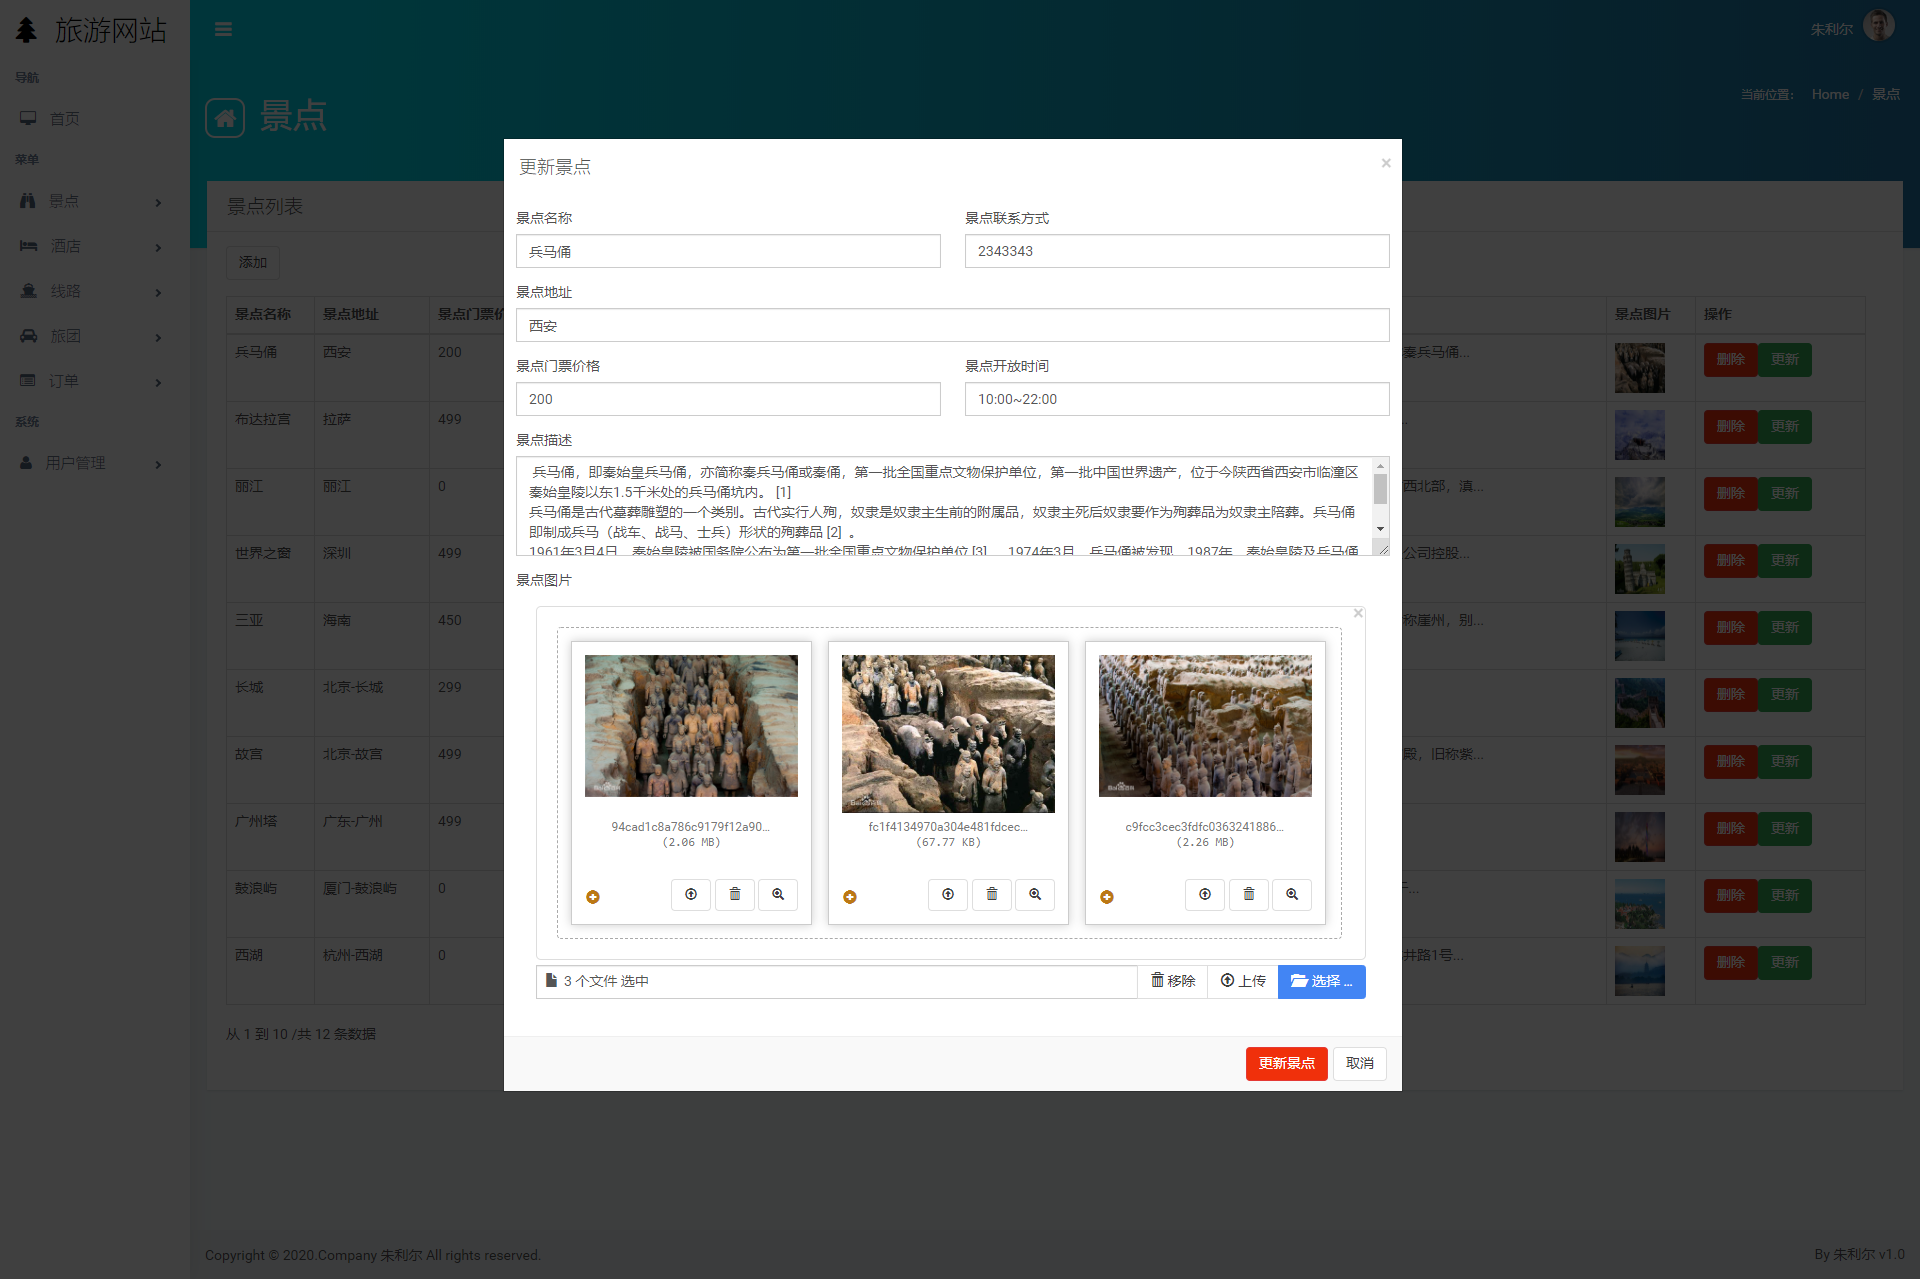 旅游网站
朱利尔
导航
首页
菜单
景点
酒店
线路
旅团
订单
系统
用户管理
景点
当前位置： Home / 景点
景点列表
添加
景点名称 景点地址 景点门票价 景点图片 操作
兵马俑 西安 200 秦兵马俑... 删除 更新
布达拉宫 拉萨 499 ... 删除 更新
丽江 丽江 0 西北部，滇... 删除 更新
世界之窗 深圳 499 公司控股... 删除 更新
三亚 海南 450 称崖州，别... 删除 更新
长城 北京-长城 299 删除 更新
故宫 北京-故宫 499 殿，旧称紫... 删除 更新
广州塔 广东-广州 499 删除 更新
鼓浪屿 厦门-鼓浪屿 0 ... 删除 更新
西湖 杭州-西湖 0 井路1号... 删除 更新
从 1 到 10 /共 12 条数据
更新景点
×
景点名称 景点联系方式
兵马俑 2343343
景点地址
西安
景点门票价格 景点开放时间
200 10:00~22:00
景点描述
兵马俑，即秦始皇兵马俑，亦简称秦兵马俑或秦俑，第一批全国重点文物保护单位，第一批中国世界遗产，位于今陕西省西安市临潼区
秦始皇陵以东1.5千米处的兵马俑坑内。 [1]
兵马俑是古代墓葬雕塑的一个类别。古代实行人殉，奴隶是奴隶主生前的附属品，奴隶主死后奴隶要作为殉葬品为奴隶主陪葬。兵马俑
即制成兵马（战车、战马、士兵）形状的殉葬品 [2] 。
1961年3月4日，秦始皇陵被国务院公布为第一批全国重点文物保护单位 [3] 。 1974年3月，兵马俑被发现，1987年，秦始皇陵及兵马俑
景点图片
×
94cad1c8a786c9179f12a90...
(2.06 MB)
fc1f4134970a304e481fdcec...
(67.77 KB)
c9fcc3cec3fdfc0363241886...
(2.26 MB)
3 个文件 选中 移除 上传 选择 ...
更新景点 取消
Copyright © 2020.Company 朱利尔 All rights reserved.
By 朱利尔 v1.0